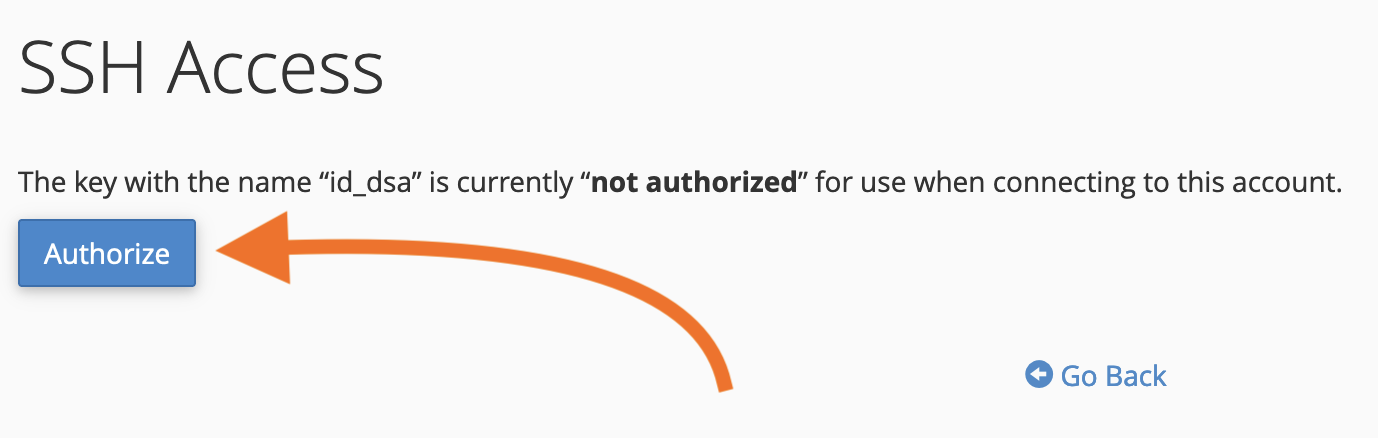 SSH Access
The key with the name “id_dsa” is currently “not authorized” for use when connecting to this account.
Authorize
Go Back